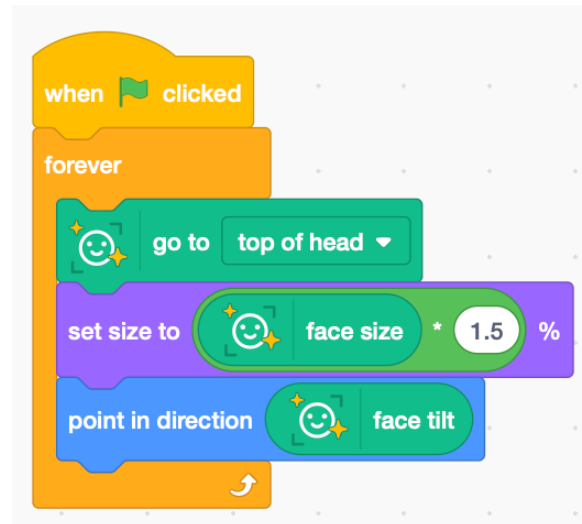 when clicked
forever
go to top of head
set size to face size * 1.5 %
point in direction face tilt